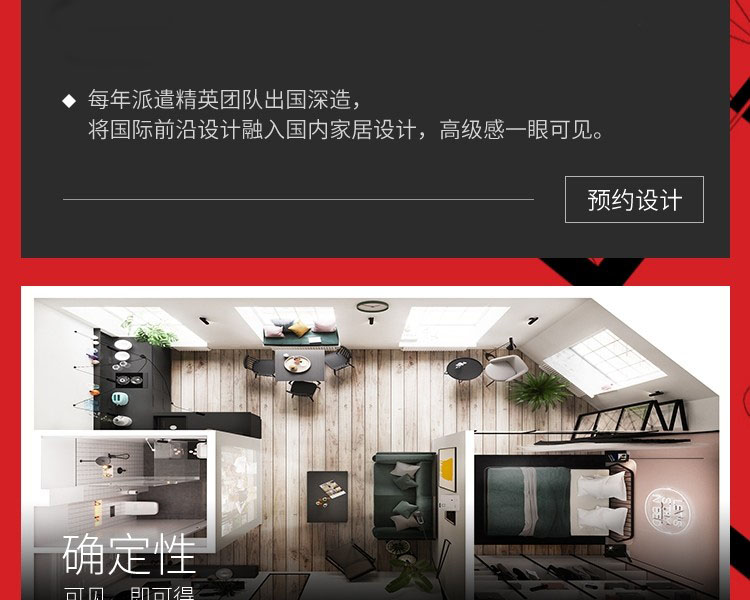 每年派遣精英团队出国深造，
将国际前沿设计融入国内家居设计，高级感一眼可见。
预约设计
确定性
可见，即可得